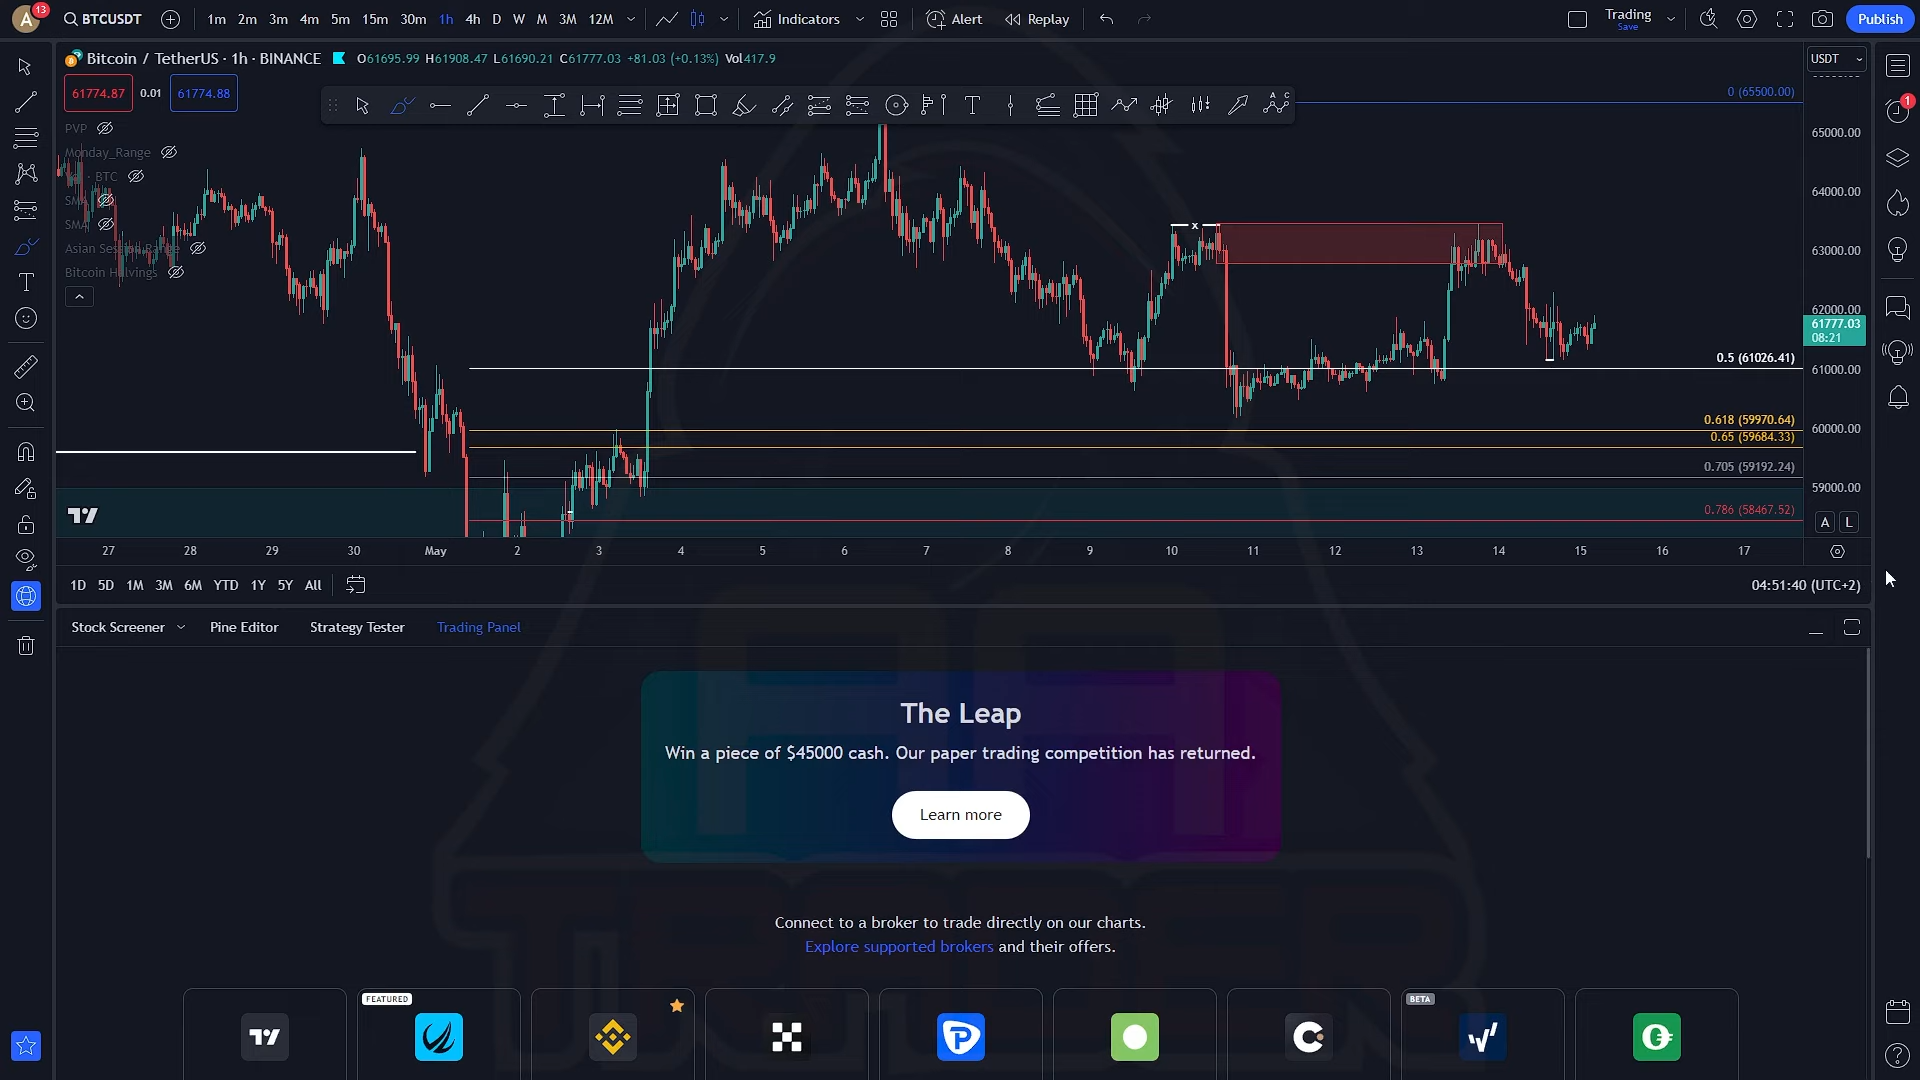 A 13 BTCUSDT 1m 2m 3m 4m 5m 15m 30m 1h 4h D W M 3M 12M Indicators Alert Replay Trading Publish
Save
Bitcoin / TetherUS · 1h · BINANCE O61695.99 H61908.47 L61690.21 C61777.03 +81.03 (+0.13%) Vol417.9 USDT
61774.87 0.01 61774.88
0 (65500.00)
1
PVP
65000.00
Monday_Range
· BTC
64000.00
SMA
SMA
x
Asian Session Range
63000.00
Bitcoin Halvings
62000.00
61777.03
08:21
0.5 (61026.41)
61000.00
0.618 (59970.64)
60000.00
0.65 (59684.33)
0.705 (59192.24)
59000.00
0.786 (58467.52)
A L
27 28 29 30 May 2 3 4 5 6 7 8 9 10 11 12 13 14 15 16 17
1D 5D 1M 3M 6M YTD 1Y 5Y All 04:51:40 (UTC+2)
Stock Screener Pine Editor Strategy Tester Trading Panel
The Leap
Win a piece of $45000 cash. Our paper trading competition has returned.
Learn more
Connect to a broker to trade directly on our charts.
Explore supported brokers and their offers.
FEATURED BETA